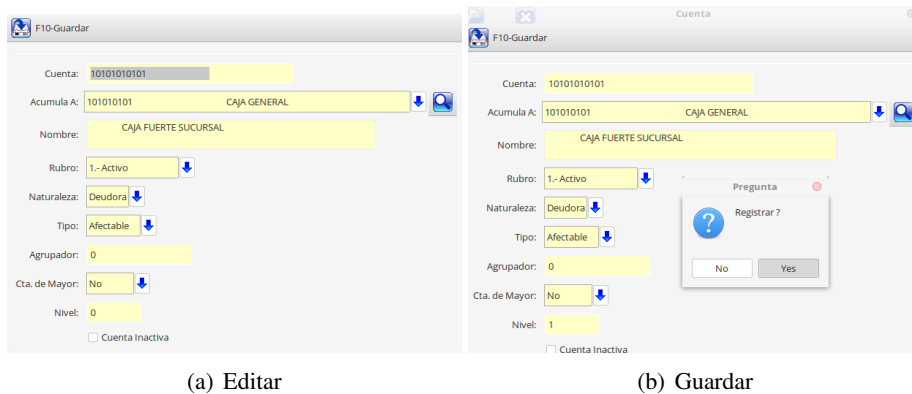 F10-Guardar
Cuenta: 10101010101
Acumula A: 101010101 CAJA GENERAL
Nombre: CAJA FUERTE SUCURSAL
Rubro: 1.- Activo
Naturaleza: Deudora
Tipo: Afectable
Agrupador: 0
Cta. de Mayor: No
Nivel: 0
Cuenta Inactiva
(a) Editar
Cuenta
F10-Guardar
Cuenta: 10101010101
Acumula A: 101010101 CAJA GENERAL
Nombre: CAJA FUERTE SUCURSAL
Rubro: 1.- Activo
Naturaleza: Deudora
Tipo: Afectable
Agrupador: 0
Cta. de Mayor: No
Nivel: 1
Cuenta Inactiva
Pregunta
Registrar ?
No Yes
(b) Guardar